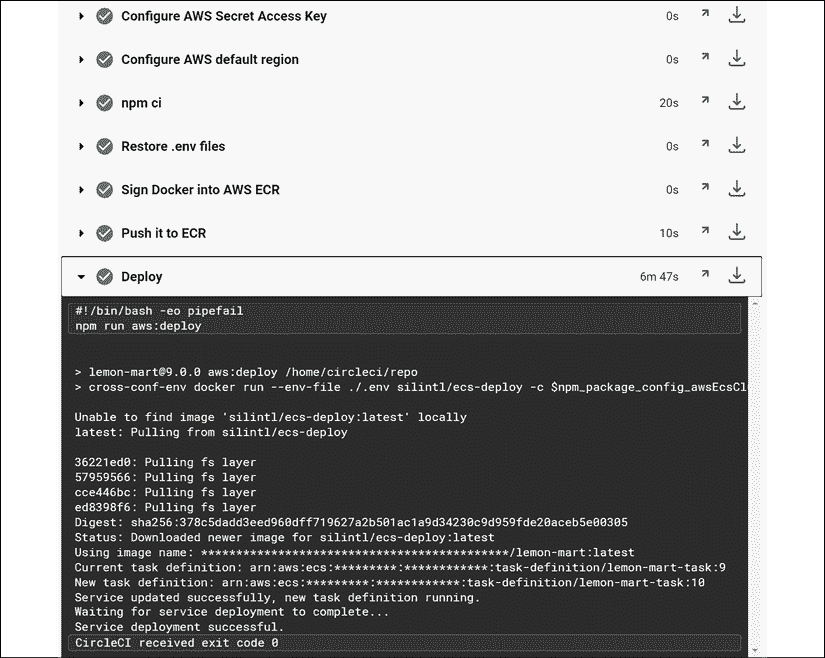 Configure AWS Secret Access Key 0s
Configure AWS default region 0s
npm ci 20s
Restore .env files 0s
Sign Docker into AWS ECR 0s
Push it to ECR 10s
Deploy 6m 47s
#!/bin/bash -eo pipefail
npm run aws:deploy
> lemon-mart@9.0.0 aws:deploy /home/circleci/repo
> cross-conf-env docker run --env-file ./.env silintl/ecs-deploy -c $npm_package_config_awsEcsCl
Unable to find image 'silintl/ecs-deploy:latest' locally
latest: Pulling from silintl/ecs-deploy
36221ed0: Pulling fs layer
57959566: Pulling fs layer
cce446bc: Pulling fs layer
ed8398f6: Pulling fs layer
Digest: sha256:378c5dadd3eed960dff719627a2b501ac1a9d34230c9d959fde20aceb5e00305
Status: Downloaded newer image for silintl/ecs-deploy:latest
Using image name: ********************************************/lemon-mart:latest
Current task definition: arn:aws:ecs:*********:************:task-definition/lemon-mart-task:9
New task definition: arn:aws:ecs:*********:************:task-definition/lemon-mart-task:10
Service updated successfully, new task definition running.
Waiting for service deployment to complete...
Service deployment successful.
CircleCI received exit code 0